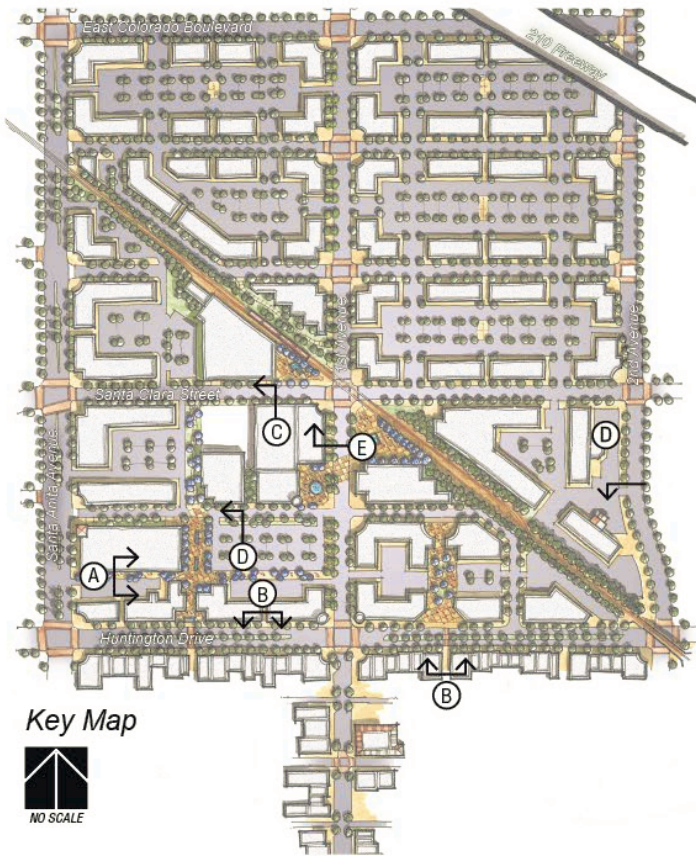 East Colorado Boulevard
210 Freeway
1st Avenue
2nd Avenue
Santa Clara Street
C
E
D
Santa Anita Avenue
D
A
B
Huntington Drive
B
Key Map
NO SCALE